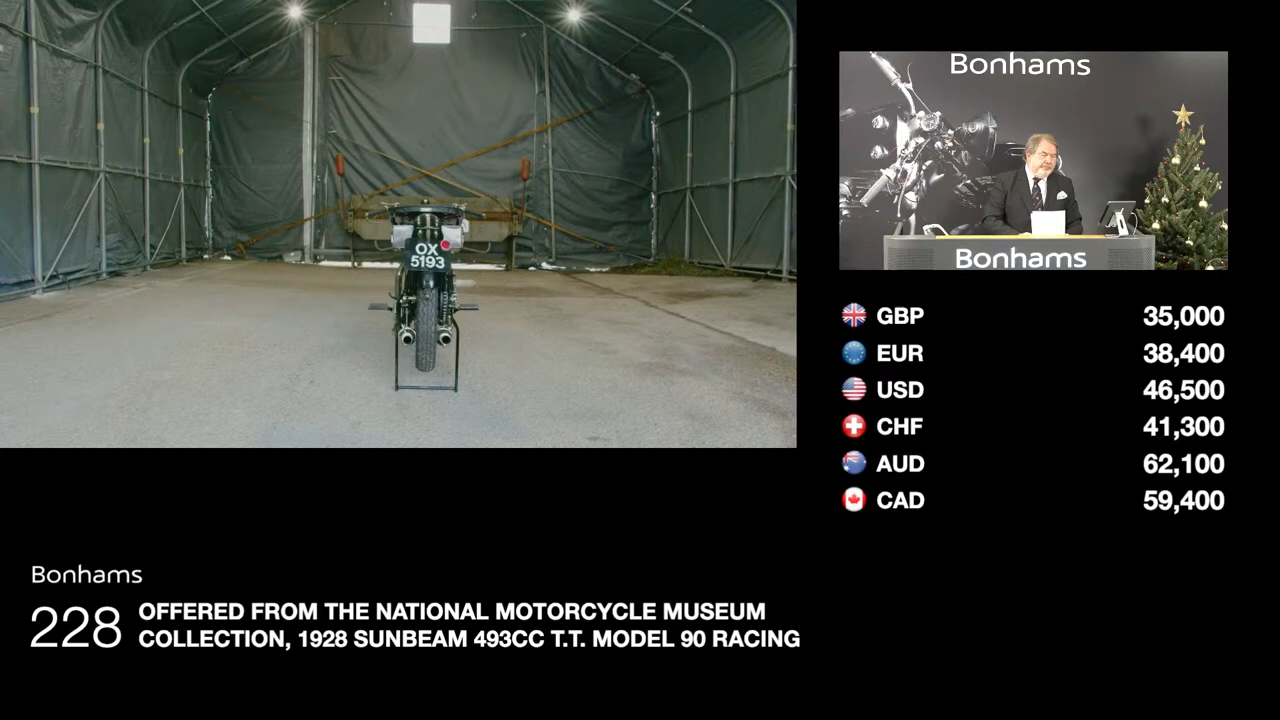 OX
5193
Bonhams
Bonhams
GBP 35,000
EUR 38,400
USD 46,500
CHF 41,300
AUD 62,100
CAD 59,400
Bonhams
228
OFFERED FROM THE NATIONAL MOTORCYCLE MUSEUM
COLLECTION, 1928 SUNBEAM 493CC T.T. MODEL 90 RACING